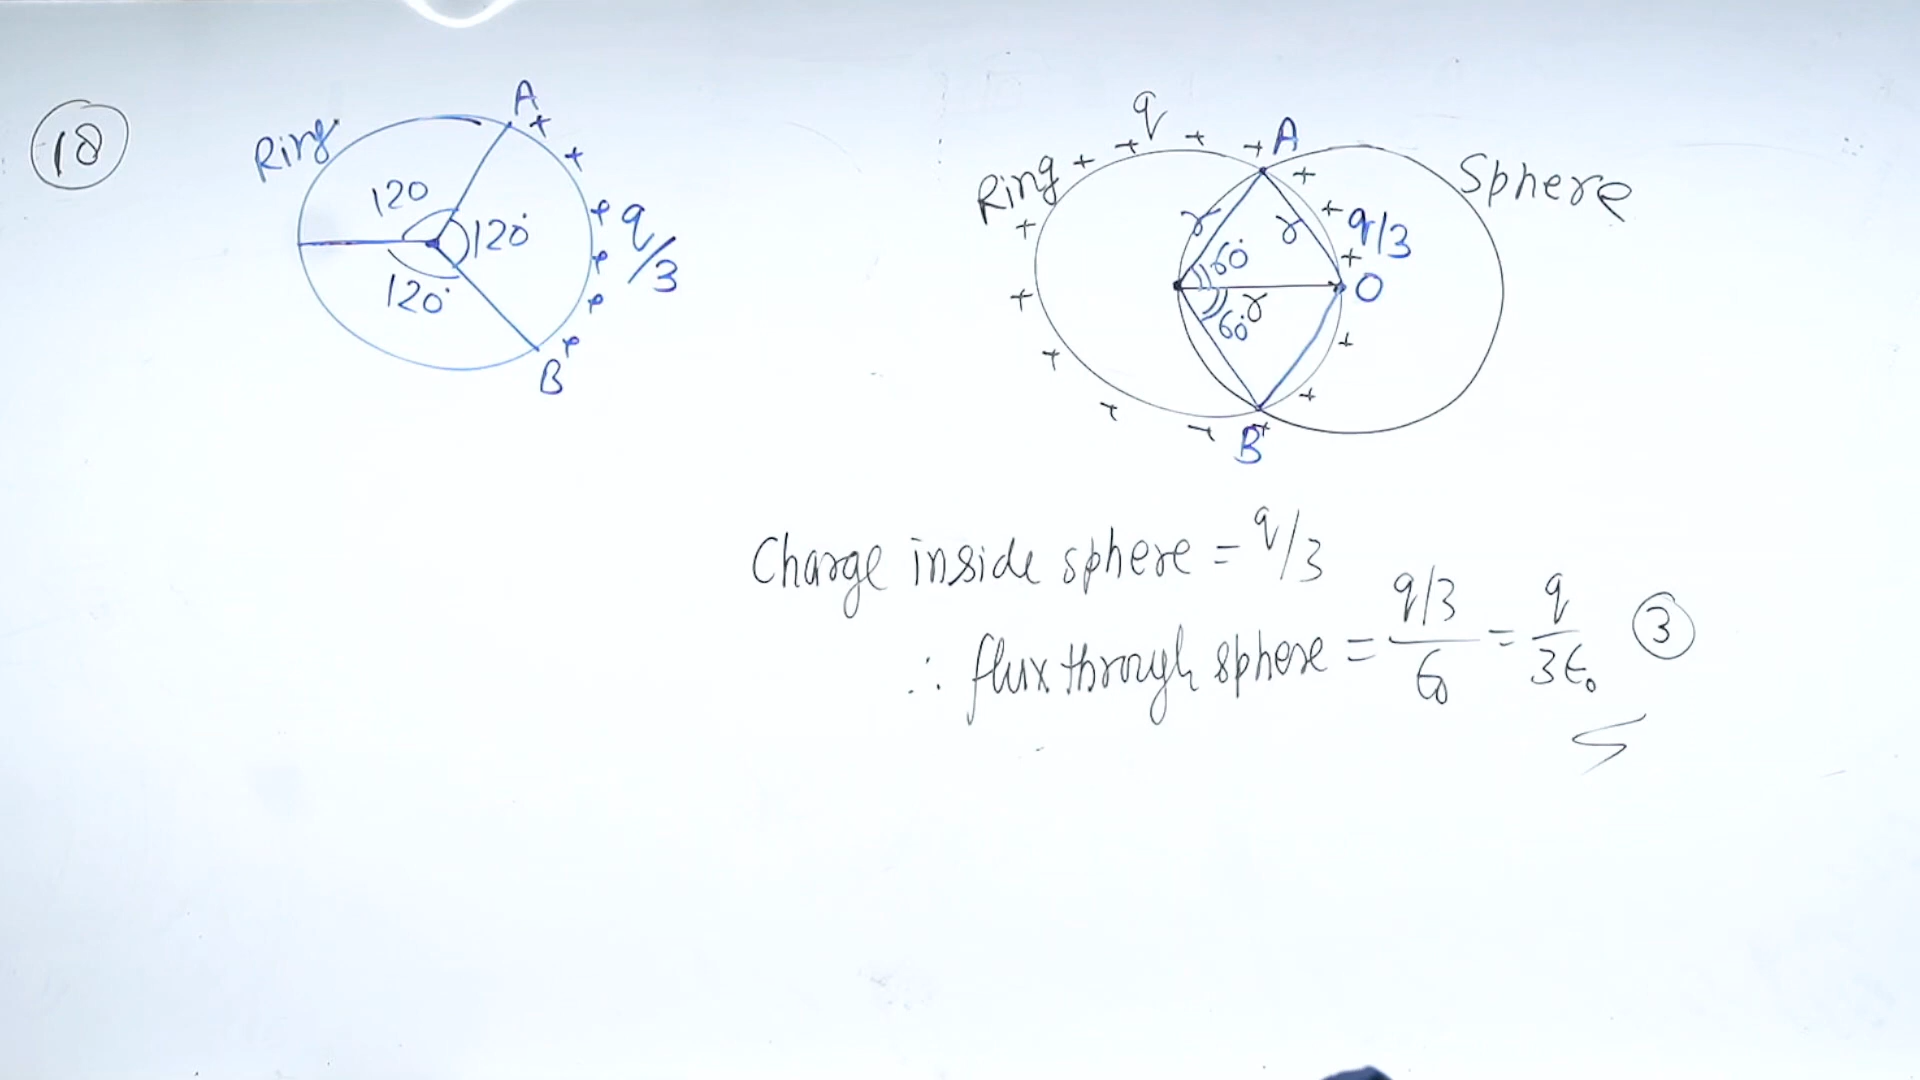 18
Ring
A
+ + + + + +
120
120°
120°
q/3
B
q
Ring + + + + A
Sphere
+ + + + + + + + + + + +
r r q/3
60°
r O
60°
B
Charge inside sphere = q/3
∴ flux through sphere = q/3 / ϵ0 = q / 3ϵ0 3